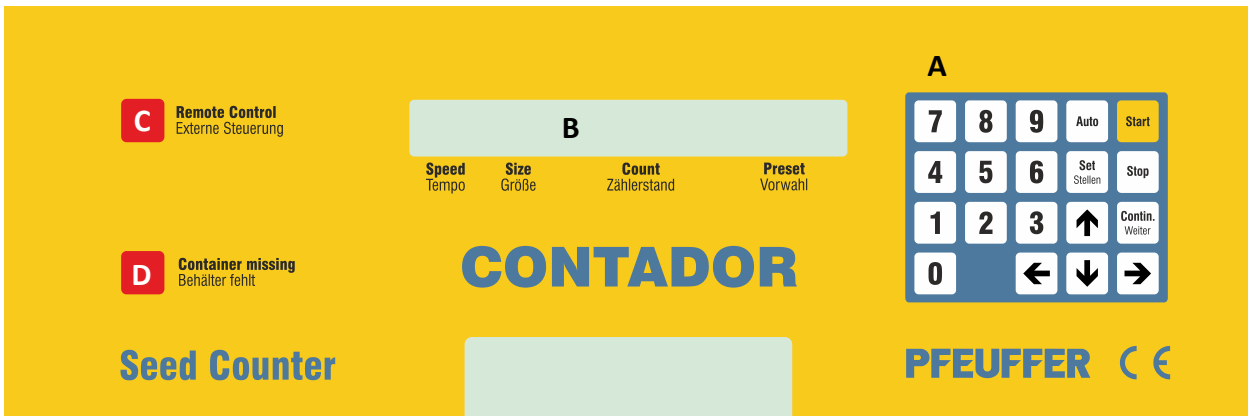 A
C
Remote Control
Externe Steuerung
B
Speed Size Count Preset
Tempo Größe Zählerstand Vorwahl
7 8 9 Auto Start
4 5 6 Set Stop
Stellen
1 2 3 ↑ Contin.
Weiter
0 ← ↓ →
D
Container missing
Behälter fehlt
CONTADOR
Seed Counter
PFEUFFER CE